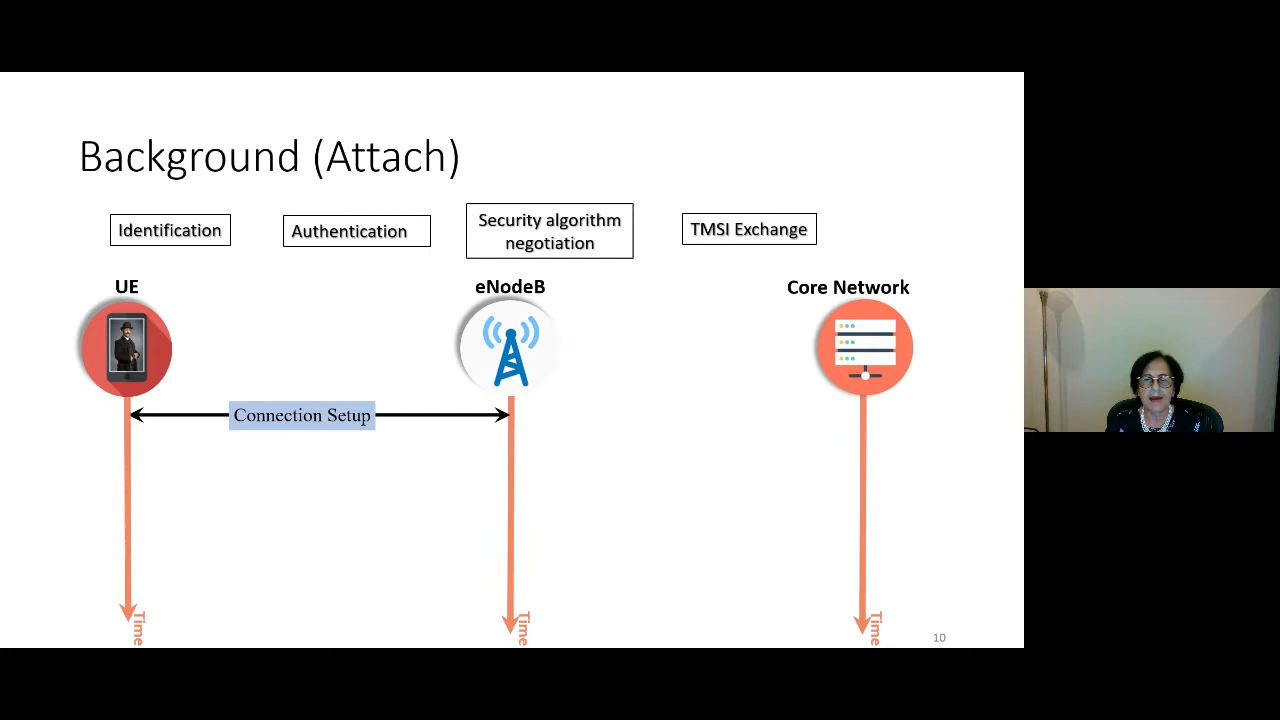 Background (Attach)
Identification
Authentication
Security algorithm
negotiation
TMSI Exchange
UE
eNodeB
Core Network
Connection Setup
Time
Time
Time
10